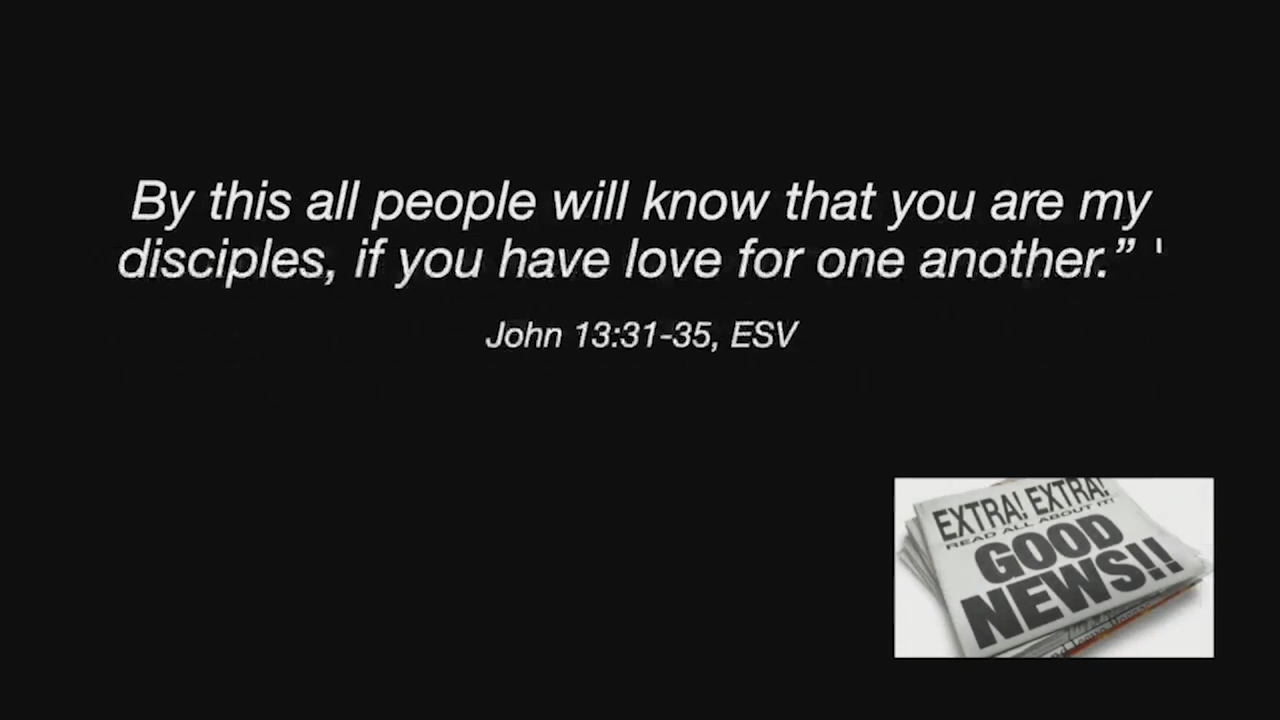 By this all people will know that you are my
disciples, if you have love for one another.” '
John 13:31-35, ESV
EXTRA! EXTRA!
READ ALL ABOUT IT!
GOOD
NEWS!!